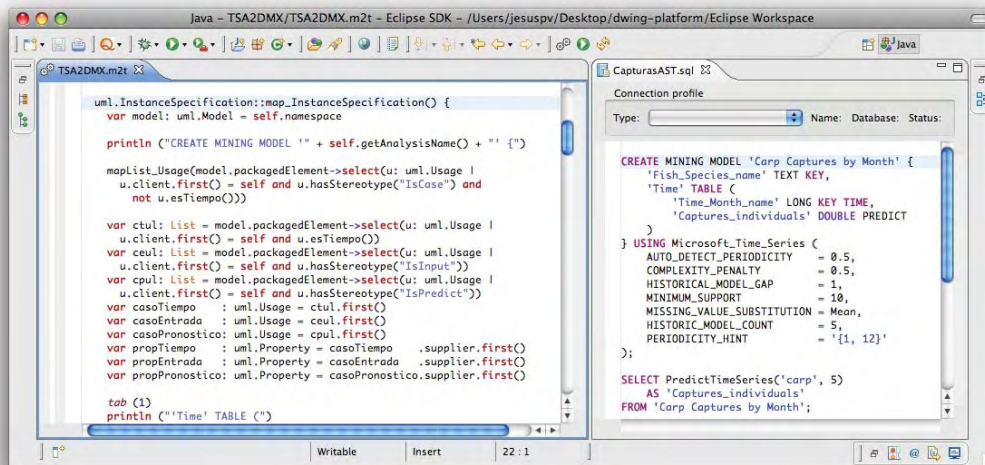 Java - TSA2DMX/TSA2DMX.m2t - Eclipse SDK - /Users/jesuspv/Desktop/dwing-platform/Eclipse Workspace
Java
TSA2DMX.m2t
uml.InstanceSpecification::map_InstanceSpecification() {
var model: uml.Model = self.namespace
println ("CREATE MINING MODEL '" + self.getAnalysisName() + "' {")
mapList_Usage(model.packagedElement->select(u: uml.Usage |
u.client.first() = self and u.hasStereotype("IsCase") and
not u.esTiempo()))
var ctul: List = model.packagedElement->select(u: uml.Usage |
u.client.first() = self and u.esTiempo())
var ceul: List = model.packagedElement->select(u: uml.Usage |
u.client.first() = self and u.hasStereotype("IsInput"))
var cpul: List = model.packagedElement->select(u: uml.Usage |
u.client.first() = self and u.hasStereotype("IsPredict"))
var casoTiempo : uml.Usage = ctul.first()
var casoEntrada : uml.Usage = ceul.first()
var casoPronostico: uml.Usage = cpul.first()
var propTiempo : uml.Property = casoTiempo .supplier.first()
var propEntrada : uml.Property = casoEntrada .supplier.first()
var propPronostico: uml.Property = casoPronostico.supplier.first()
tab (1)
println ("'Time' TABLE (")
CapturasAST.sql
Connection profile
Type: Name: Database: Status:
CREATE MINING MODEL 'Carp Captures by Month' {
'Fish_Species_name' TEXT KEY,
'Time' TABLE (
'Time_Month_name' LONG KEY TIME,
'Captures_individuals' DOUBLE PREDICT
)
} USING Microsoft_Time_Series (
AUTO_DETECT_PERIODICITY = 0.5,
COMPLEXITY_PENALTY = 0.5,
HISTORICAL_MODEL_GAP = 1,
MINIMUM_SUPPORT = 10,
MISSING_VALUE_SUBSTITUTION = Mean,
HISTORIC_MODEL_COUNT = 5,
PERIODICITY_HINT = '{1, 12}'
);
SELECT PredictTimeSeries('carp', 5)
AS 'Captures_individuals'
FROM 'Carp Captures by Month';
Writable Insert 22 : 1